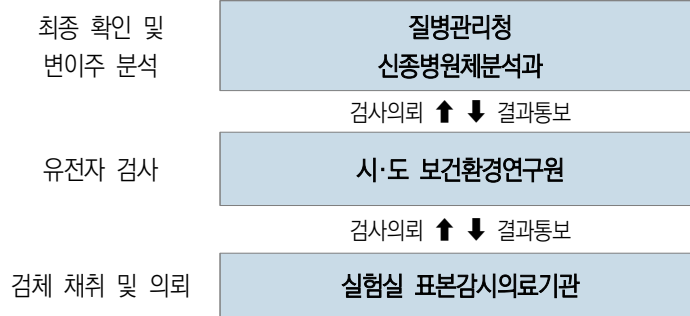 최종 확인 및
변이주 분석
질병관리청
신종병원체분석과
검사의뢰 ⬆ ⬇ 결과통보
유전자 검사
시·도 보건환경연구원
검사의뢰 ⬆ ⬇ 결과통보
검체 채취 및 의뢰
실험실 표본감시의료기관